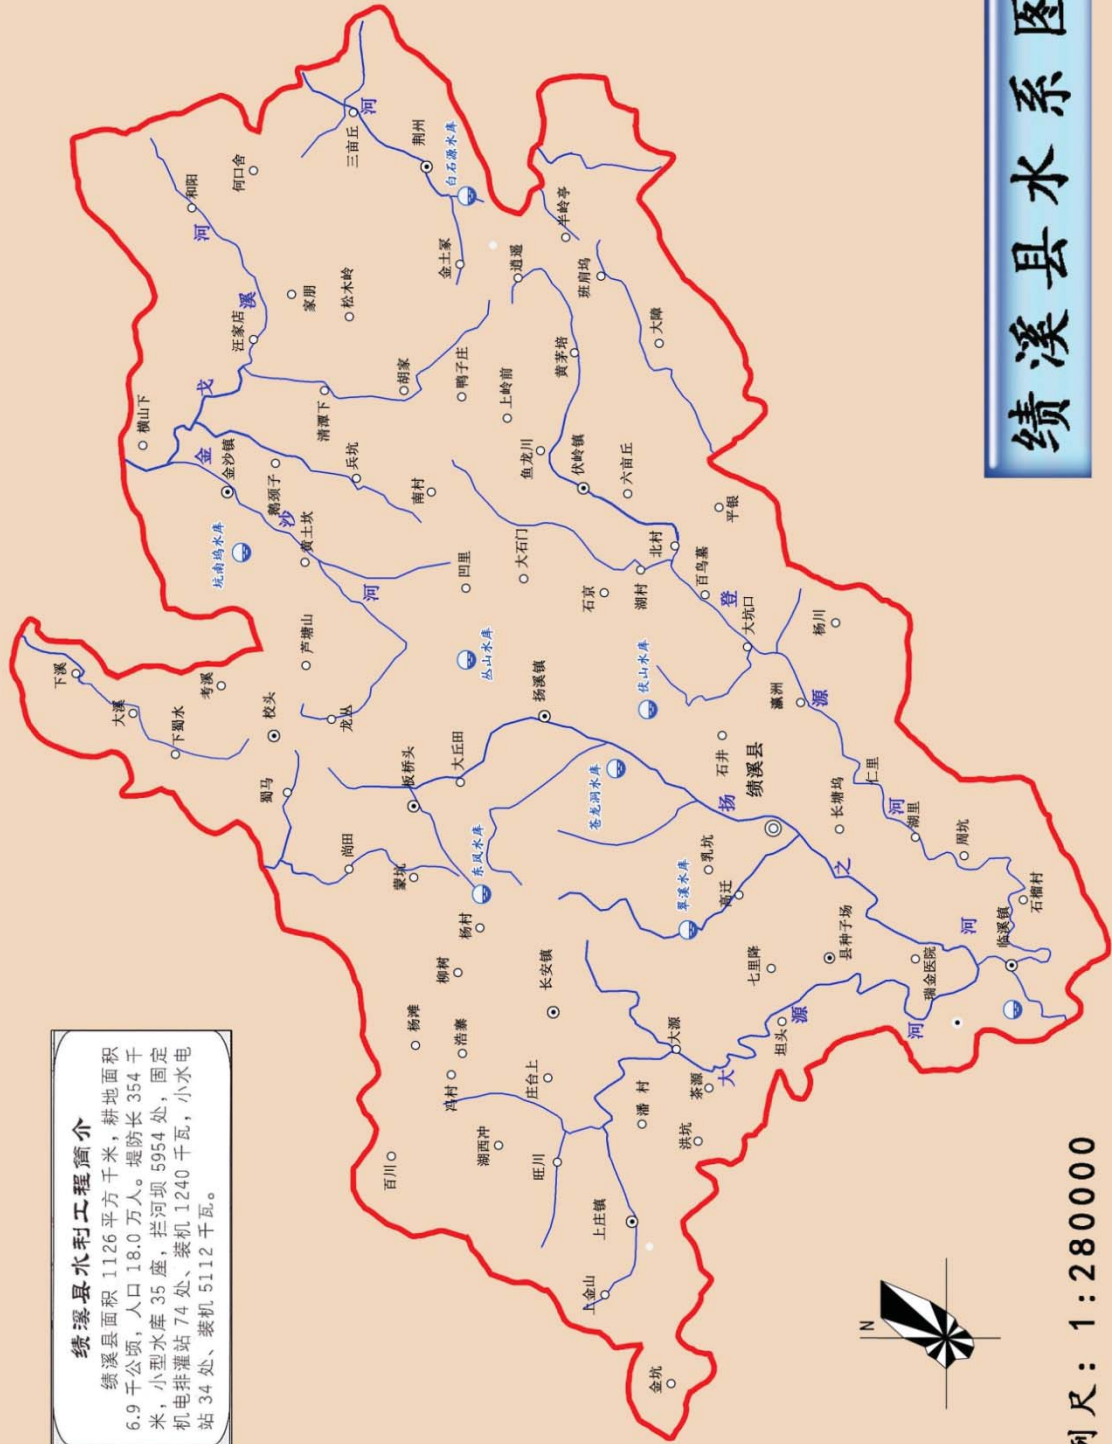 绩溪县水系图
绩溪县水利工程简介
绩溪县面积1126平方千米，耕地面积
6.9千公顷，人口18.0万人。堤防长354千
米，小型水库35座，拦河坝5954处，固定
机电排灌站74处、装机1240千瓦，小水电
站34处、装机5112千瓦。
百川
杨滩
冯村
浩寨
柳树
杨村
湖西冲
庄台上
长安镇
旺川
上庄镇
上金山
金坑
潘村
洪坑
茶源
大源
坦头
大源河
七里降
县种子场
瑞金医院
临溪镇
石榴村
周坑
湖里
仁里
长塘坞
高迁
乳坑
翠溪水库
绩溪县
石井
扬之河
苍龙洞水库
东凤水库
蒙坑
尚田
蜀马
板桥头
大丘田
扬溪镇
校头
龙丛
下蜀水
大溪
下溪
考溪
芦塘山
丛山水库
伏山水库
凹里
大石门
石京
湖村
北村
百鸟墓
大坑口
瀛洲
杨川
登源河
平银
六亩丘
伏岭镇
鱼龙川
上岭前
黄茅培
逍遥
班肩坞
半岭亭
大障
坑南坞水库
黄土坎
鹅颈子
金沙镇
金沙河
横山下
兵坑
南村
清潭下
胡家
鸭子庄
汪家店
戈溪河
家朋
松木岭
和阳
何口舍
三亩丘
荆州
河
白石源水库
金土冢
N
例尺：1:280000